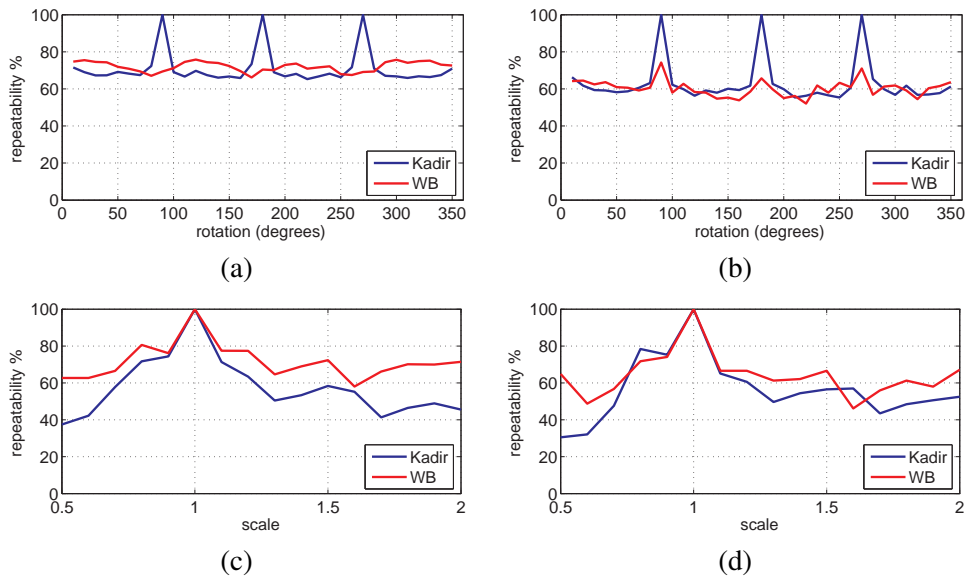 100
80
60
40
20
0
repeatability %
Kadir
WB
0 50 100 150 200 250 300 350
rotation (degrees)
(a)
100
80
60
40
20
0
repeatability %
Kadir
WB
0 50 100 150 200 250 300 350
rotation (degrees)
(b)
100
80
60
40
20
0
repeatability %
Kadir
WB
0.5 1 1.5 2
scale
(c)
100
80
60
40
20
0
repeatability %
Kadir
WB
0.5 1 1.5 2
scale
(d)